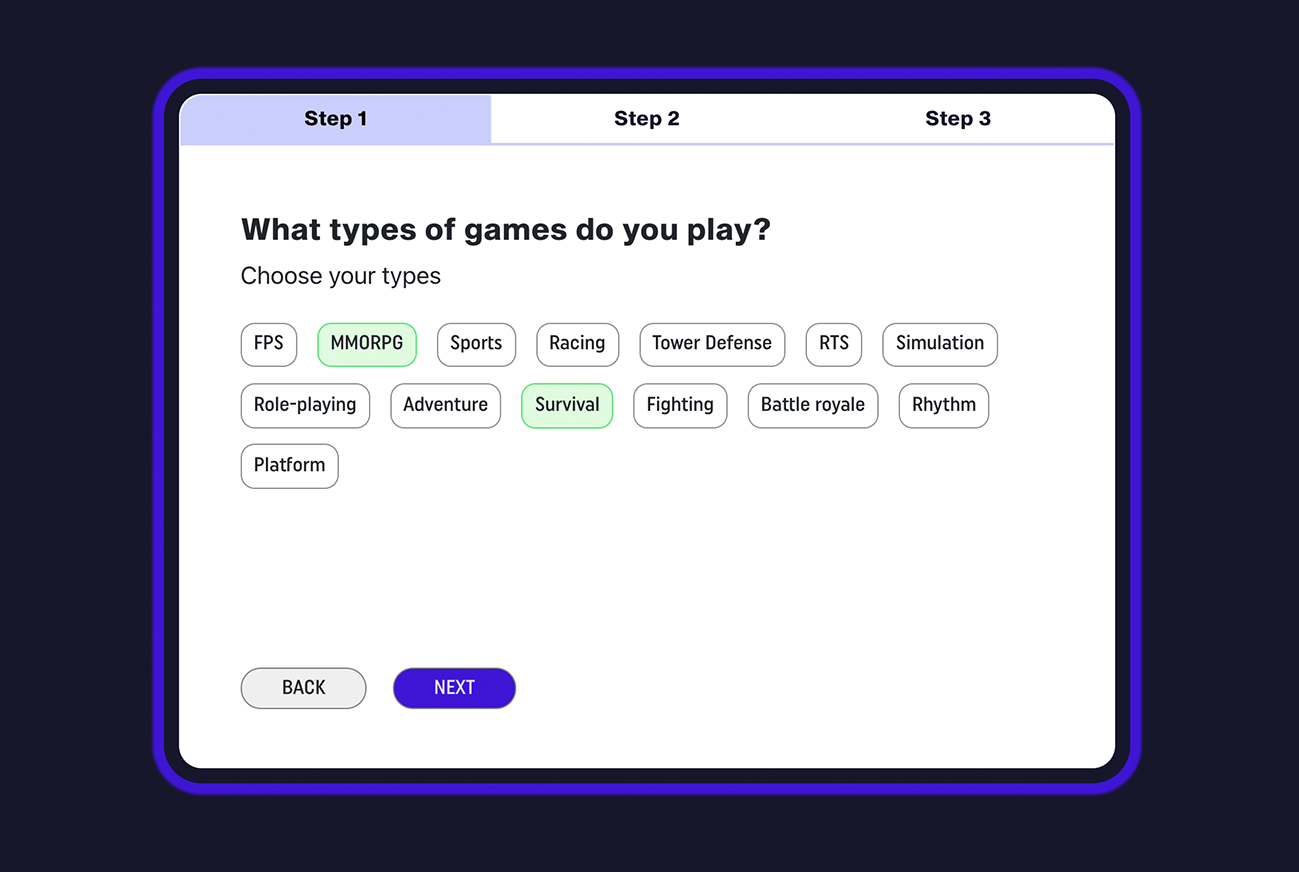 Step 1 Step 2 Step 3
What types of games do you play?
Choose your types
FPS MMORPG Sports Racing Tower Defense RTS Simulation
Role-playing Adventure Survival Fighting Battle royale Rhythm
Platform
BACK NEXT